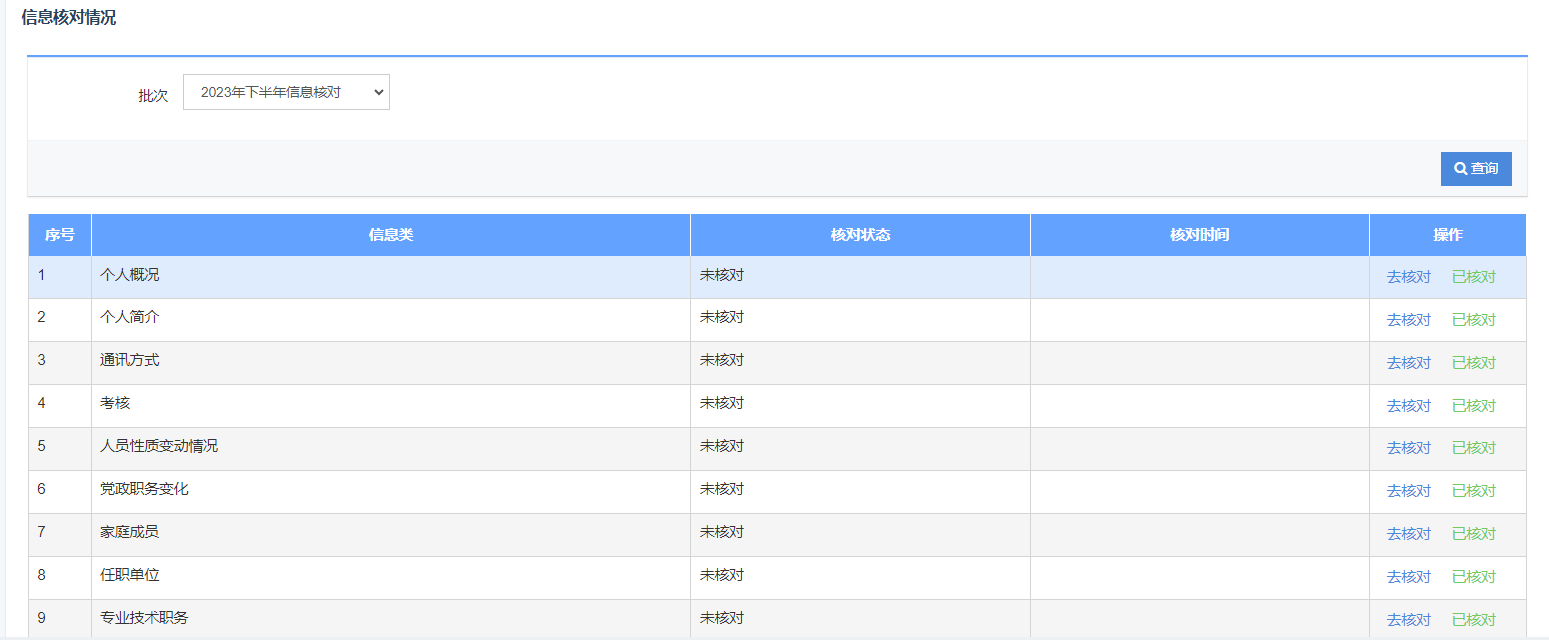 信息核对情况
批次 2023年下半年信息核对
查询
序号 信息类 核对状态 核对时间 操作
1 个人概况 未核对 去核对 已核对
2 个人简介 未核对 去核对 已核对
3 通讯方式 未核对 去核对 已核对
4 考核 未核对 去核对 已核对
5 人员性质变动情况 未核对 去核对 已核对
6 党政职务变化 未核对 去核对 已核对
7 家庭成员 未核对 去核对 已核对
8 任职单位 未核对 去核对 已核对
9 专业技术职务 未核对 去核对 已核对